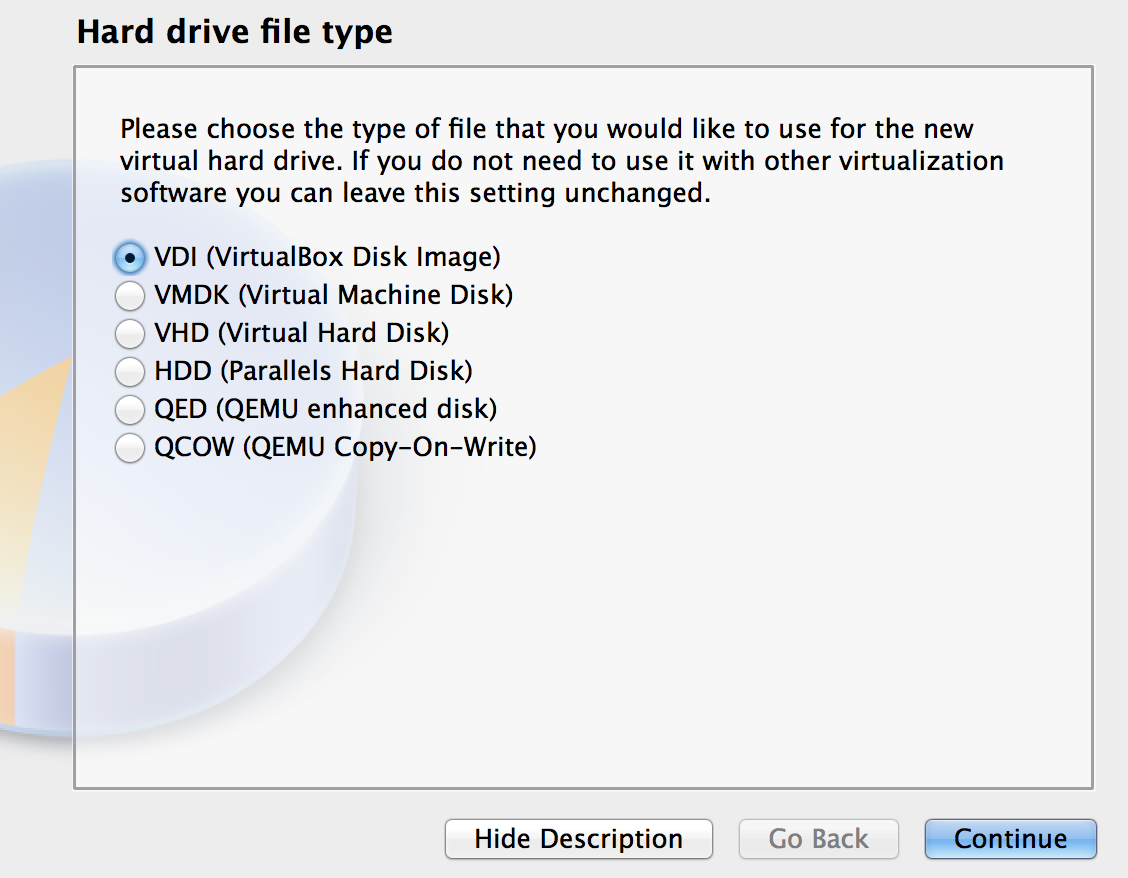 Hard drive file type
Please choose the type of file that you would like to use for the new
virtual hard drive. If you do not need to use it with other virtualization
software you can leave this setting unchanged.
VDI (VirtualBox Disk Image)
VMDK (Virtual Machine Disk)
VHD (Virtual Hard Disk)
HDD (Parallels Hard Disk)
QED (QEMU enhanced disk)
QCOW (QEMU Copy-On-Write)
Hide Description
Go Back
Continue